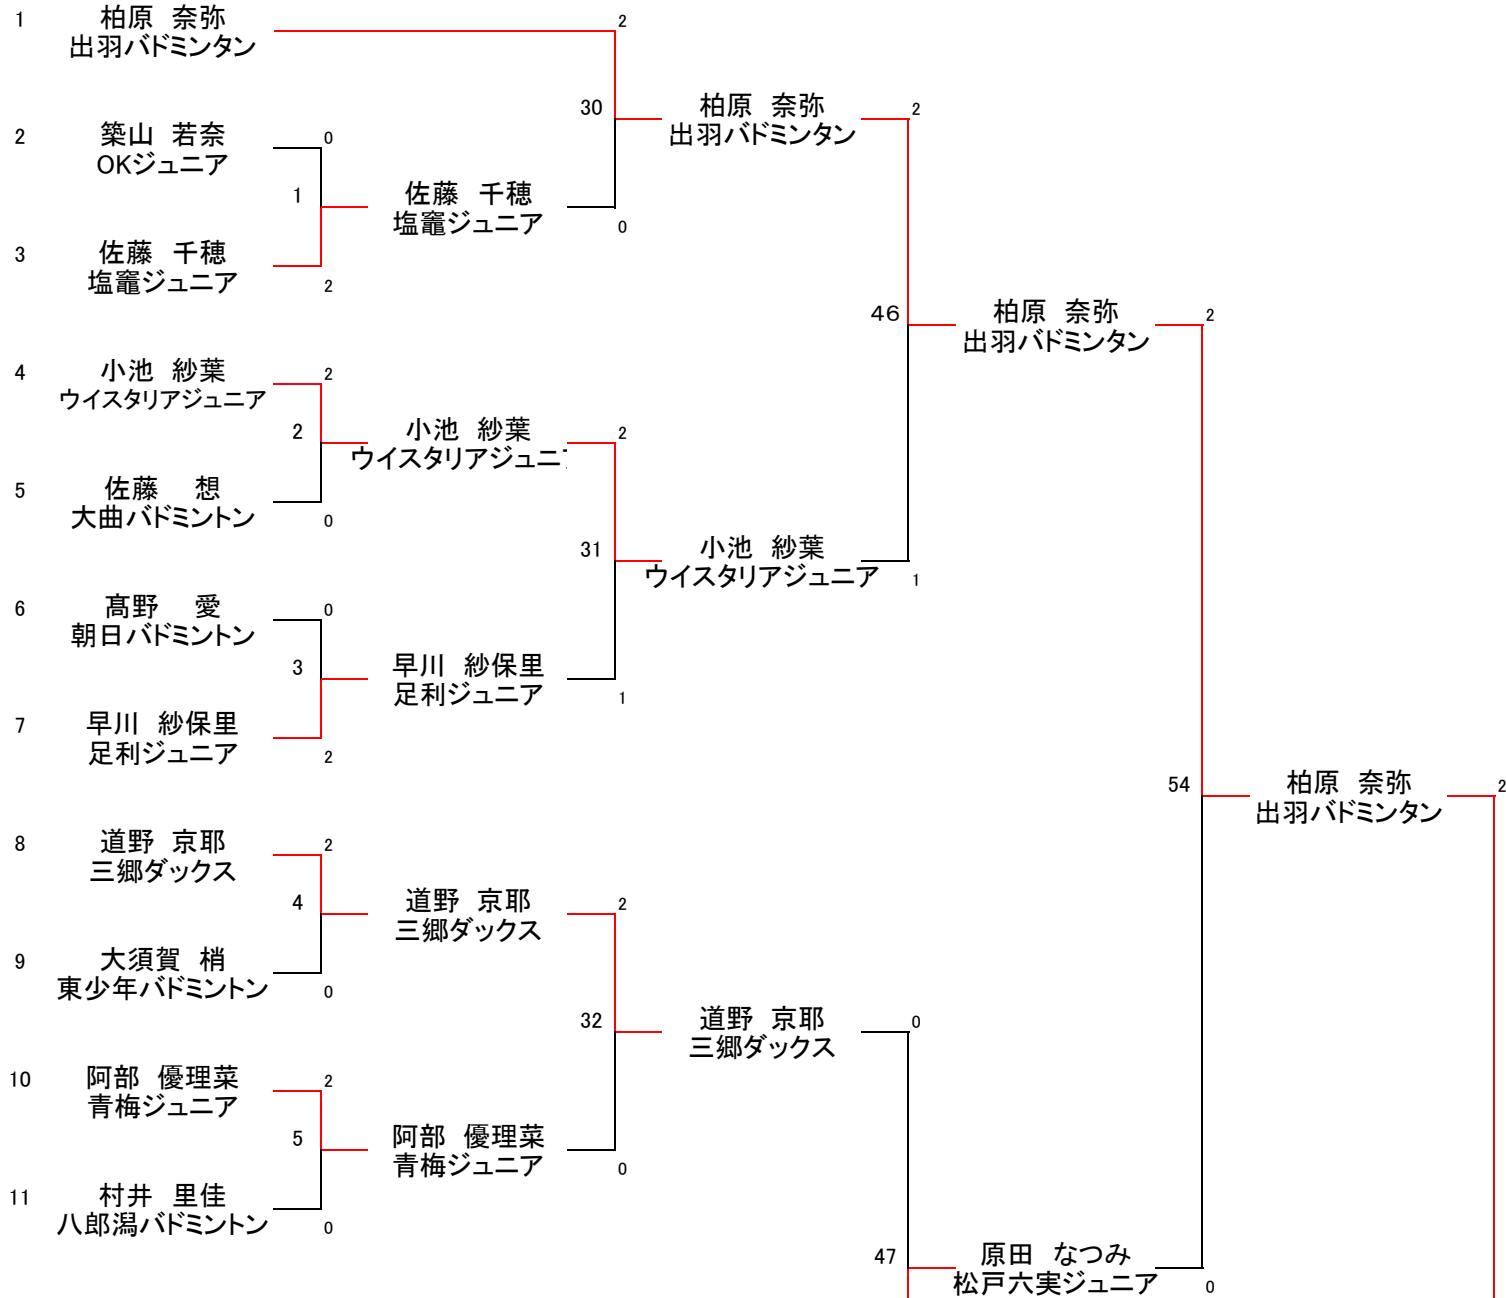 1
柏原　奈弥
出羽バドミンタン
2
築山　若奈
OKジュニア
3
佐藤　千穂
塩竈ジュニア
4
小池　紗葉
ウイスタリアジュニア
5
佐藤　想
大曲バドミントン
6
髙野　愛
朝日バドミントン
7
早川　紗保里
足利ジュニア
8
道野　京耶
三郷ダックス
9
大須賀　梢
東少年バドミントン
10
阿部　優理菜
青梅ジュニア
11
村井　里佳
八郎潟バドミントン
0
1
2
2
2
0
0
3
2
2
4
0
2
5
0
佐藤　千穂
塩竈ジュニア
小池　紗葉
ウイスタリアジュニ
早川　紗保里
足利ジュニア
道野　京耶
三郷ダックス
阿部　優理菜
青梅ジュニア
2
30
0
2
31
1
2
32
0
柏原　奈弥
出羽バドミンタン
小池　紗葉
ウイスタリアジュニア
道野　京耶
三郷ダックス
2
46
1
0
47
柏原　奈弥
出羽バドミンタン
原田　なつみ
松戸六実ジュニア
2
54
0
柏原　奈弥
出羽バドミンタン
2